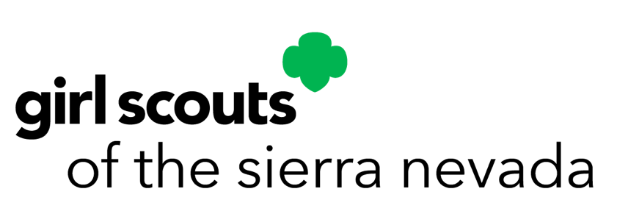 girl scouts
of the sierra nevada